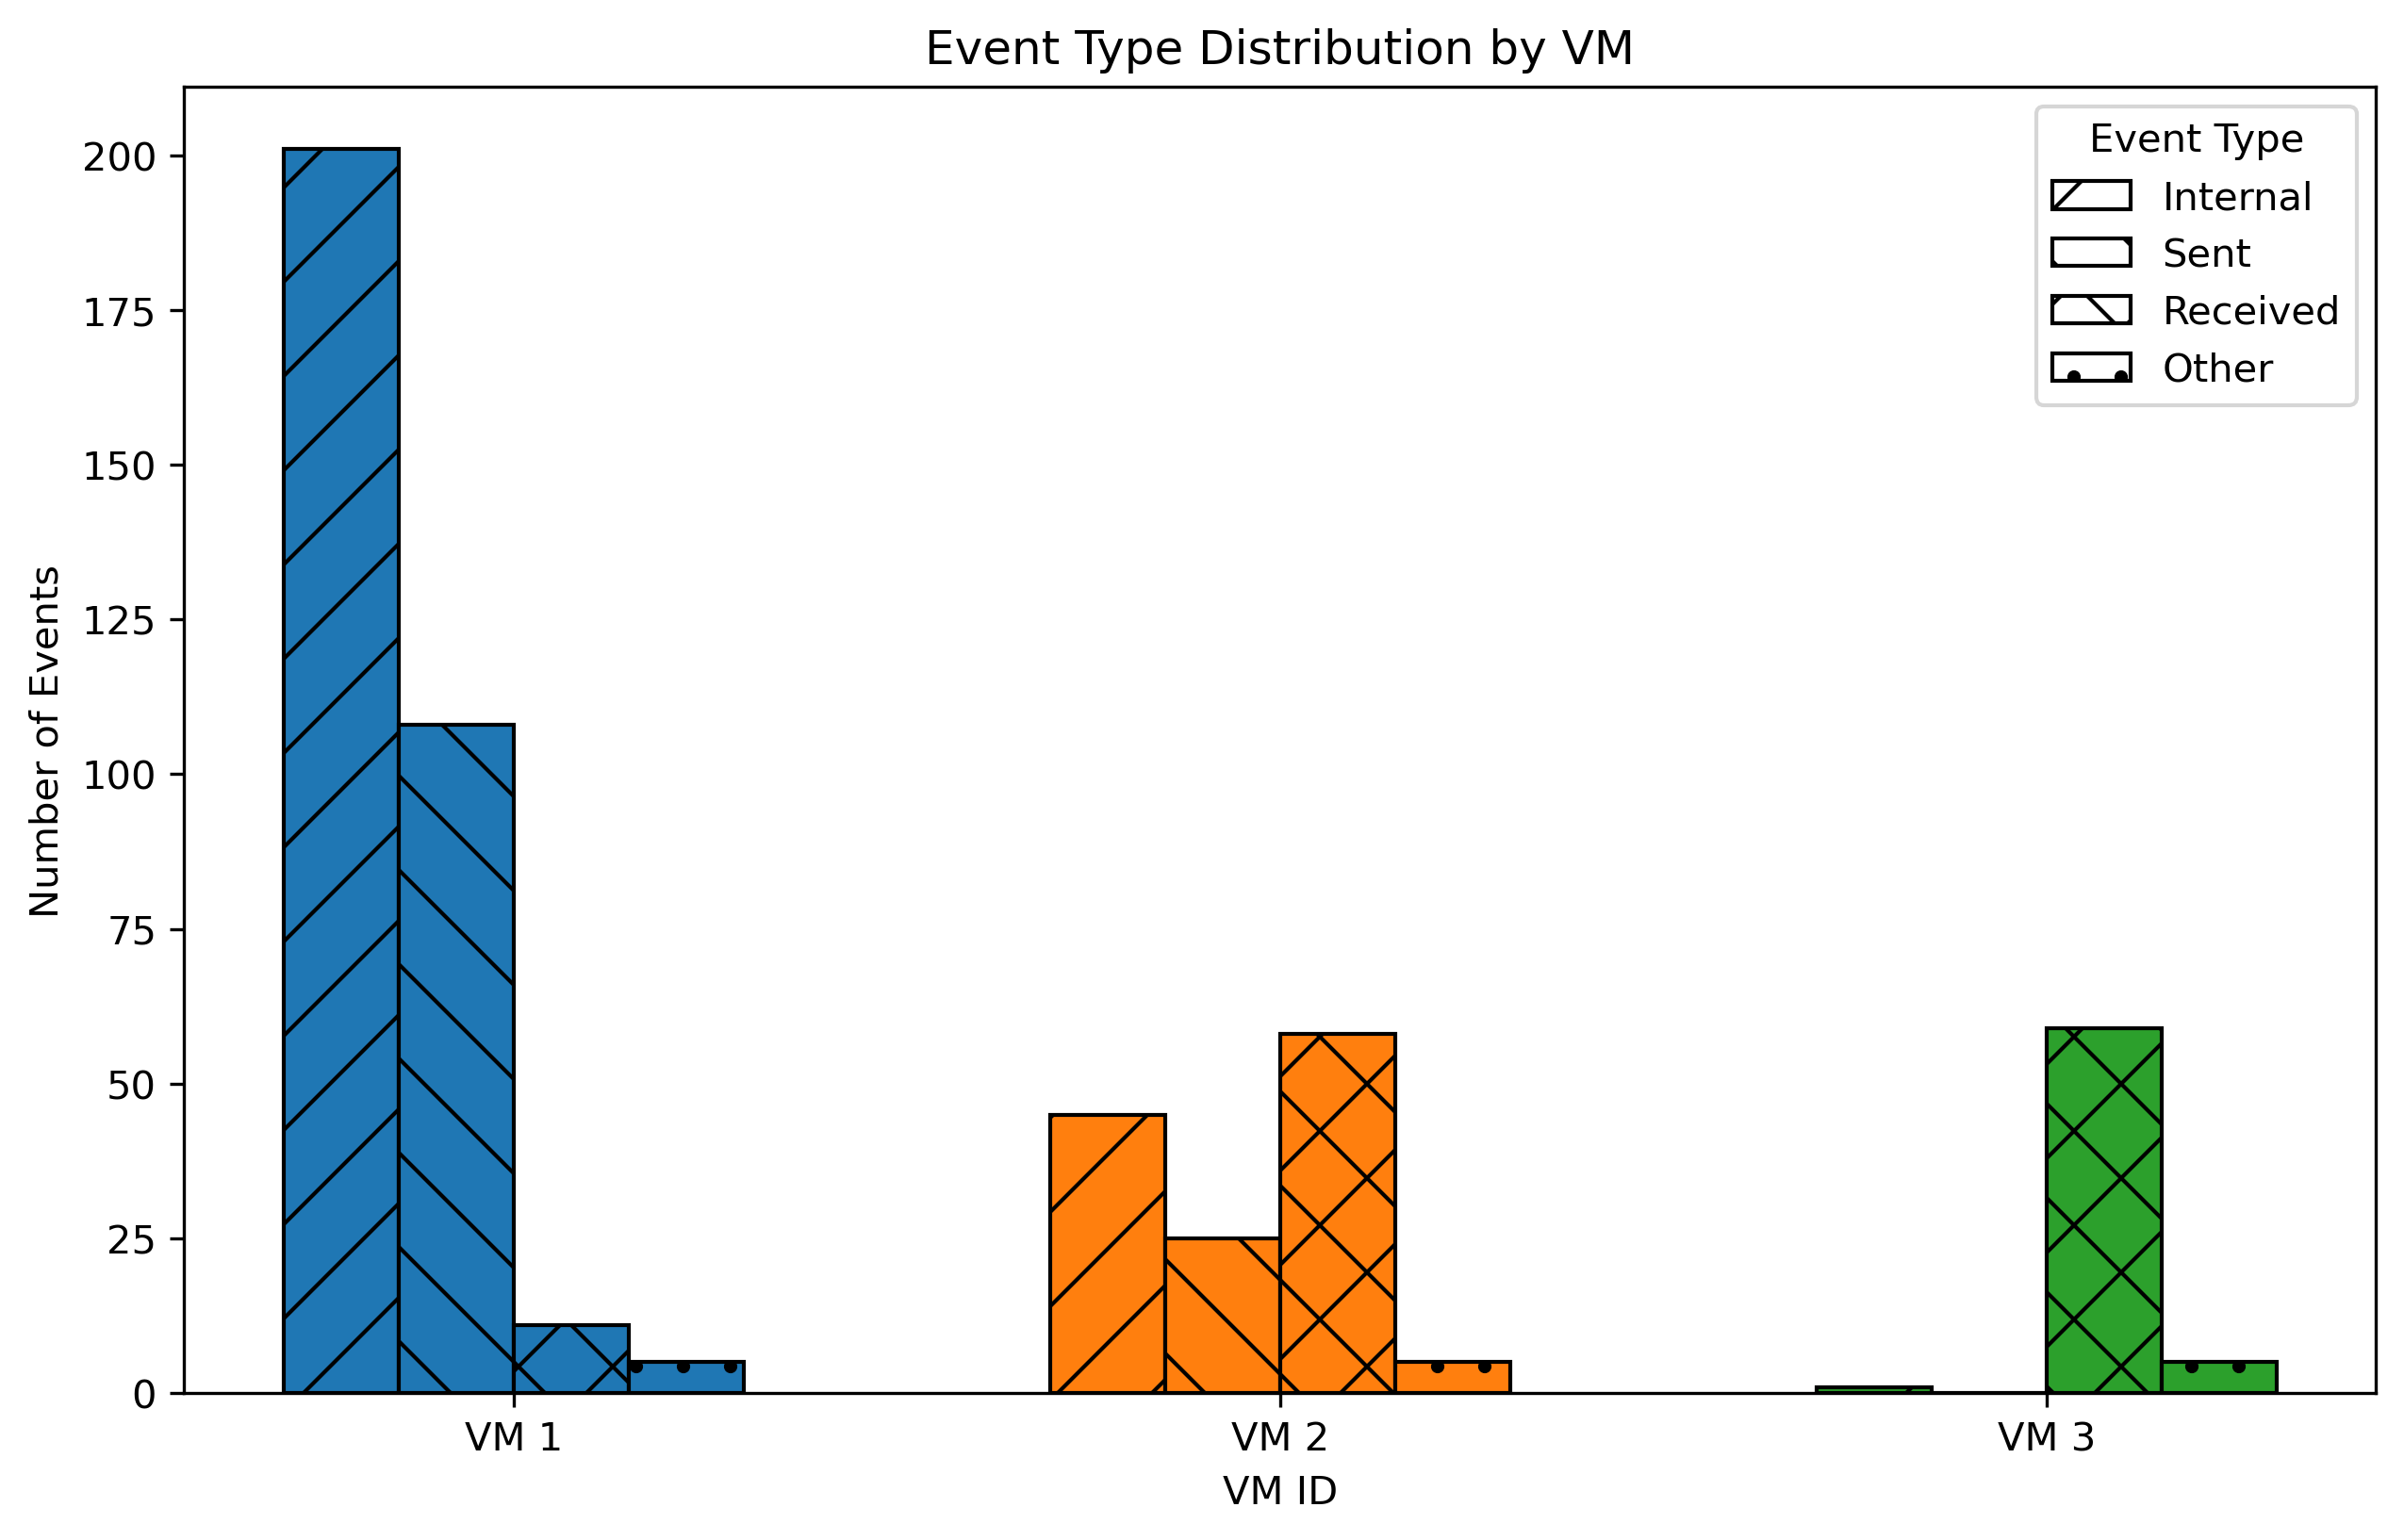 Event Type Distribution by VM
Event Type
Internal
Sent
Received
Other
200
175
150
125
100
75
50
25
0
Number of Events
VM 1
VM 2
VM 3
VM ID